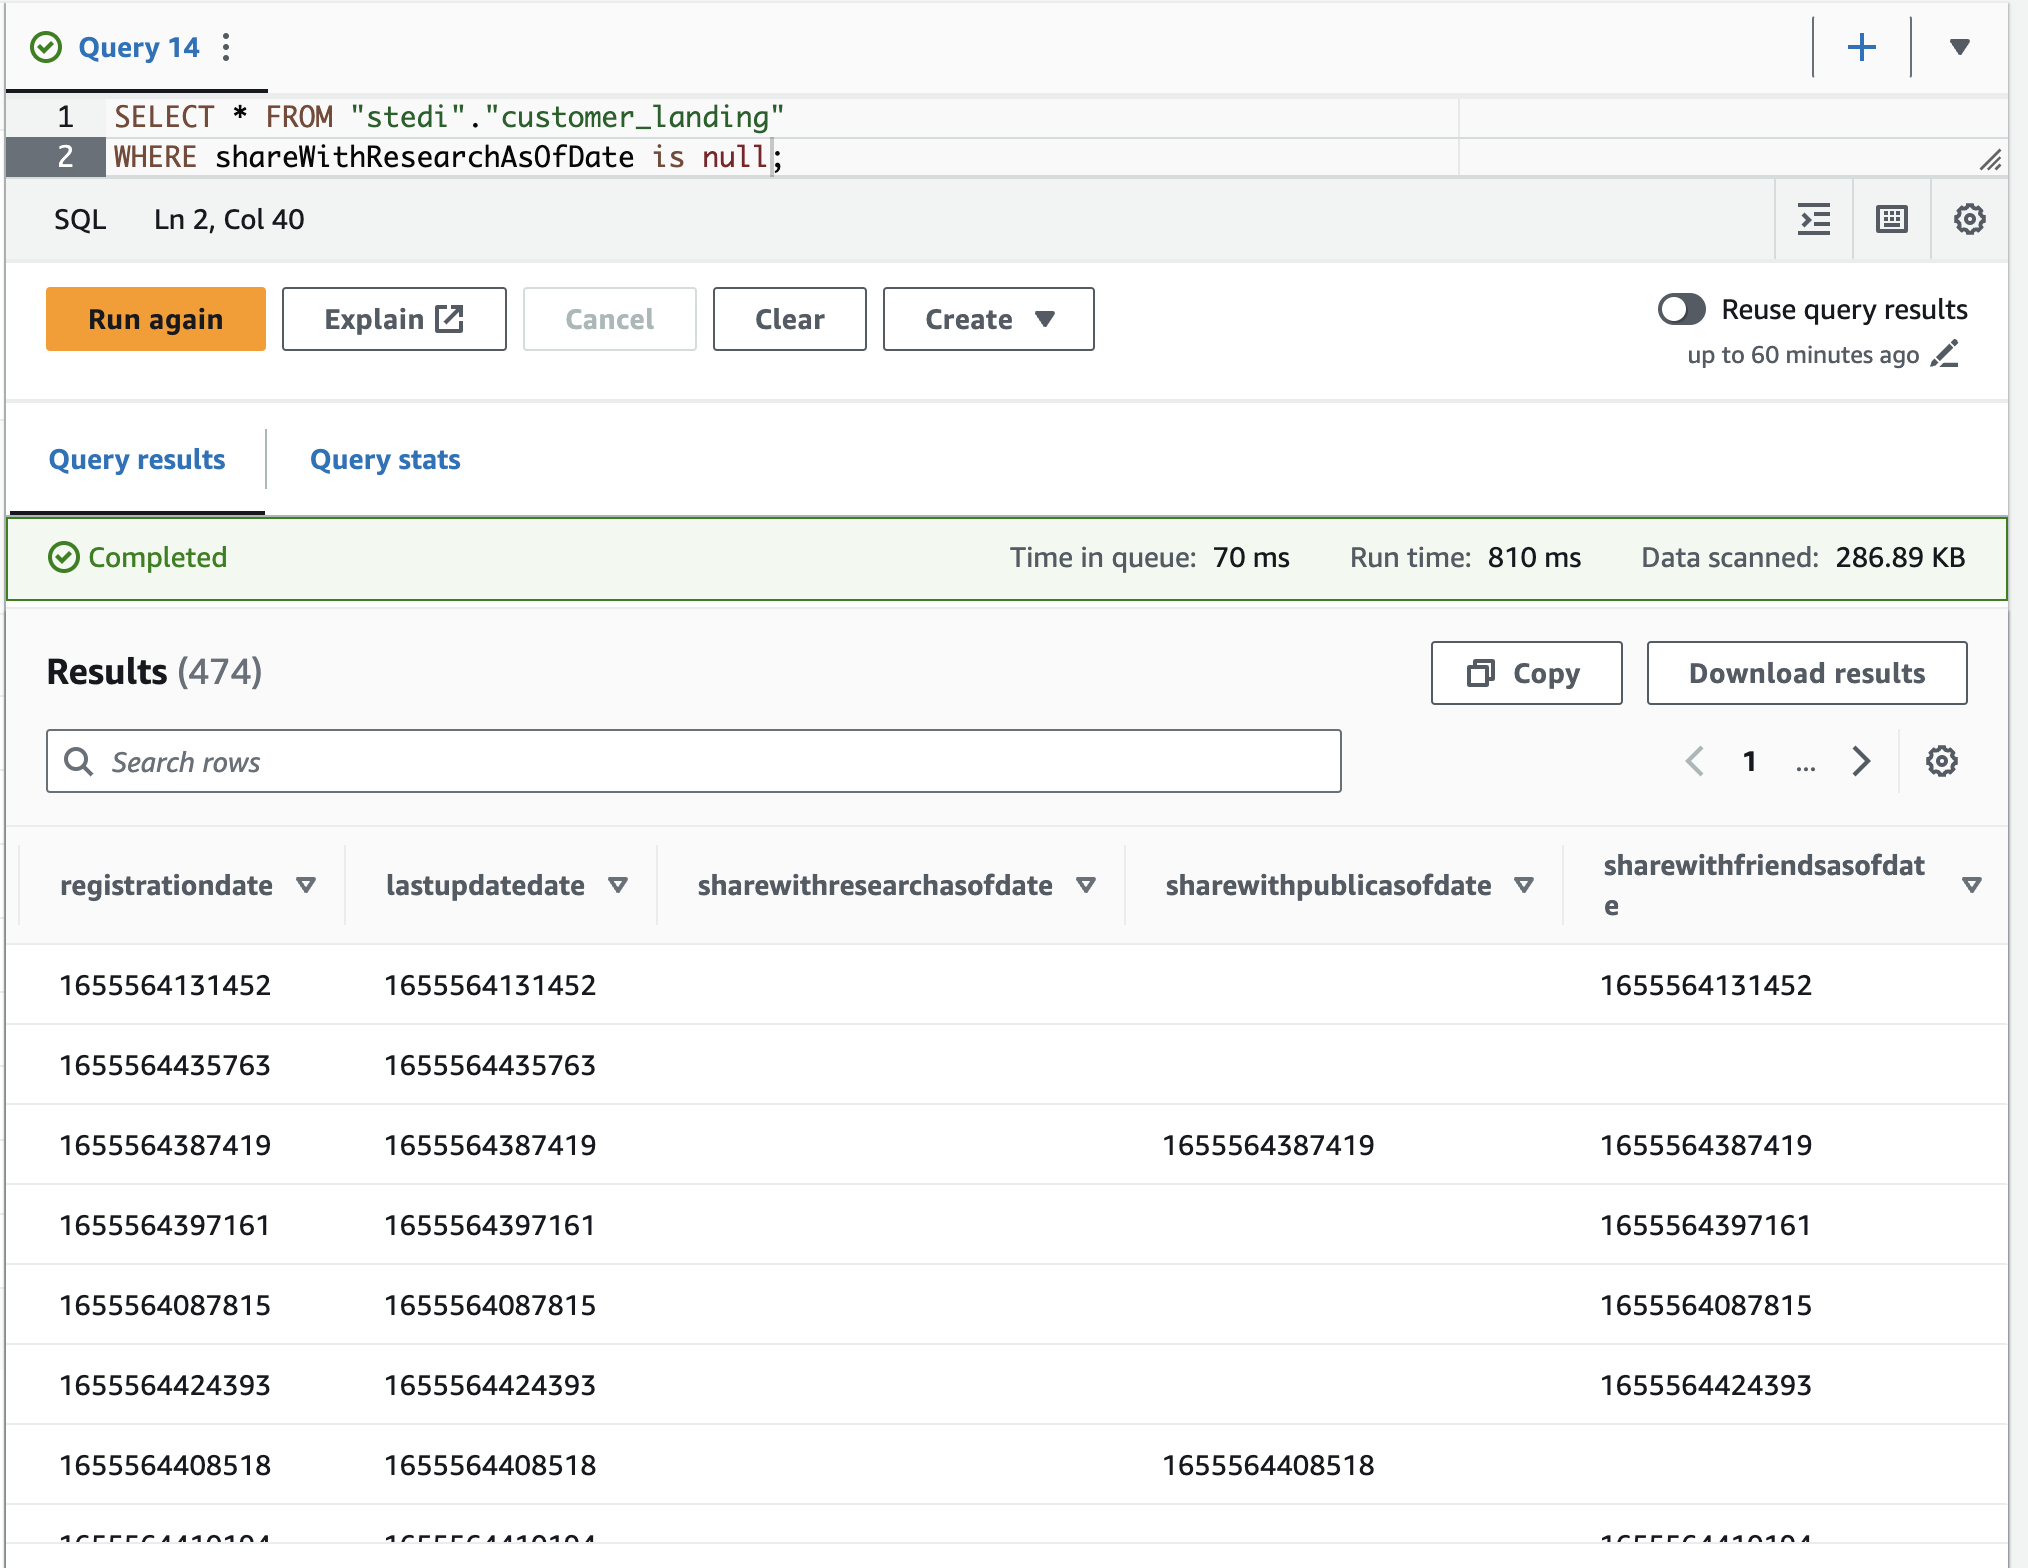 Query 14
1 SELECT * FROM "stedi"."customer_landing"
2 WHERE shareWithResearchAsOfDate is null;
SQL Ln 2, Col 40
Run again Explain Cancel Clear Create Reuse query results
up to 60 minutes ago
Query results Query stats
Completed Time in queue: 70 ms Run time: 810 ms Data scanned: 286.89 KB
Results (474) Copy Download results
Search rows 1 ...
registrationdate lastupdatedate sharewithresearchasofdate sharewithpublicasofdate sharewithfriendsasofdat
e
1655564131452 1655564131452 1655564131452
1655564435763 1655564435763
1655564387419 1655564387419 1655564387419 1655564387419
1655564397161 1655564397161 1655564397161
1655564087815 1655564087815 1655564087815
1655564424393 1655564424393 1655564424393
1655564408518 1655564408518 1655564408518